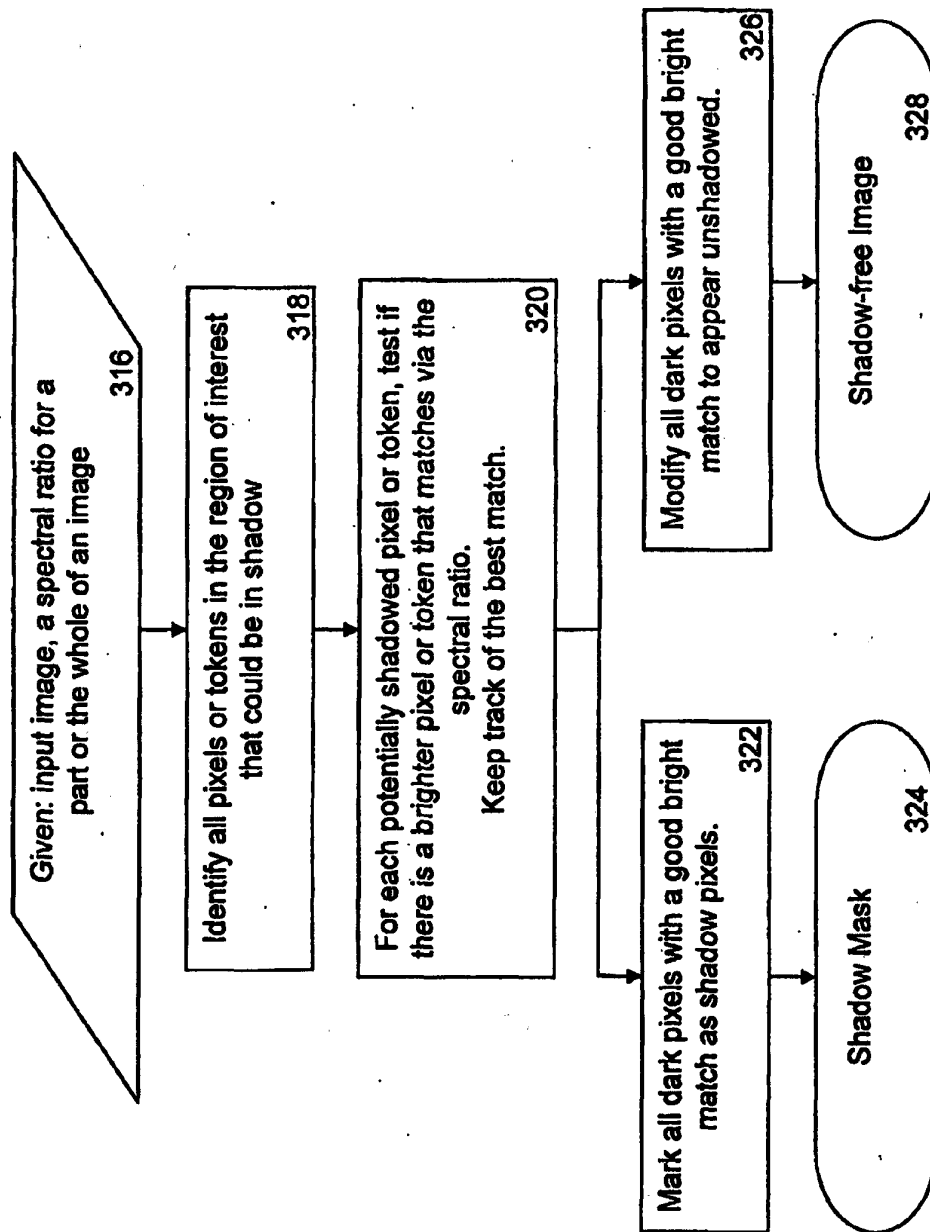 Given: input image, a spectral ratio for a
part or the whole of an image
316
Identify all pixels or tokens in the region of interest
that could be in shadow
318
For each potentially shadowed pixel or token, test if
there is a brighter pixel or token that matches via the
spectral ratio.
Keep track of the best match.
320
Mark all dark pixels with a good bright
match as shadow pixels.
322
Shadow Mask
324
Modify all dark pixels with a good bright
match to appear unshadowed.
326
Shadow-free Image
328